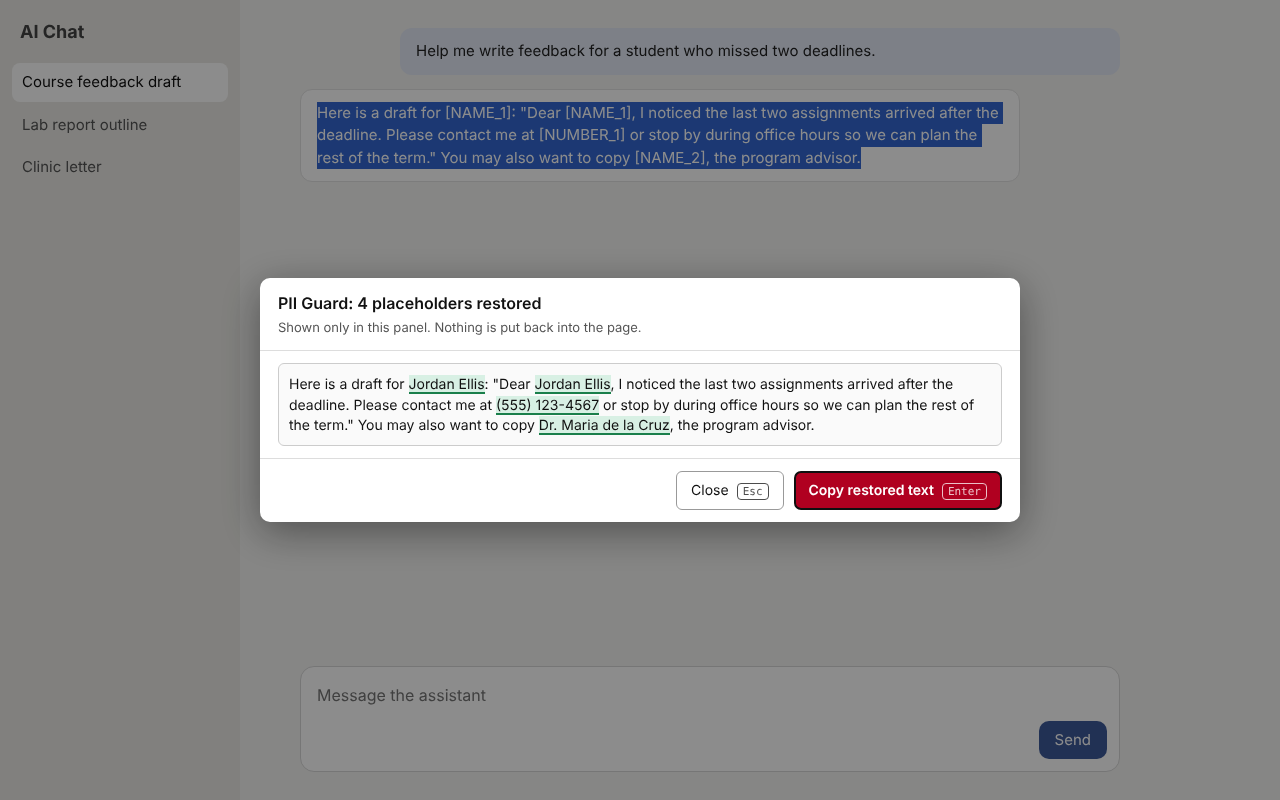 AI Chat
Course feedback draft
Lab report outline
Clinic letter
Help me write feedback for a student who missed two deadlines.
Here is a draft for [NAME_1]: "Dear [NAME_1], I noticed the last two assignments arrived after the
deadline. Please contact me at [NUMBER_1] or stop by during office hours so we can plan the
rest of the term." You may also want to copy [NAME_2], the program advisor.
PII Guard: 4 placeholders restored
Shown only in this panel. Nothing is put back into the page.
Here is a draft for Jordan Ellis: "Dear Jordan Ellis, I noticed the last two assignments arrived after the
deadline. Please contact me at (555) 123-4567 or stop by during office hours so we can plan the rest of
the term." You may also want to copy Dr. Maria de la Cruz, the program advisor.
Close Esc
Copy restored text Enter
Message the assistant
Send